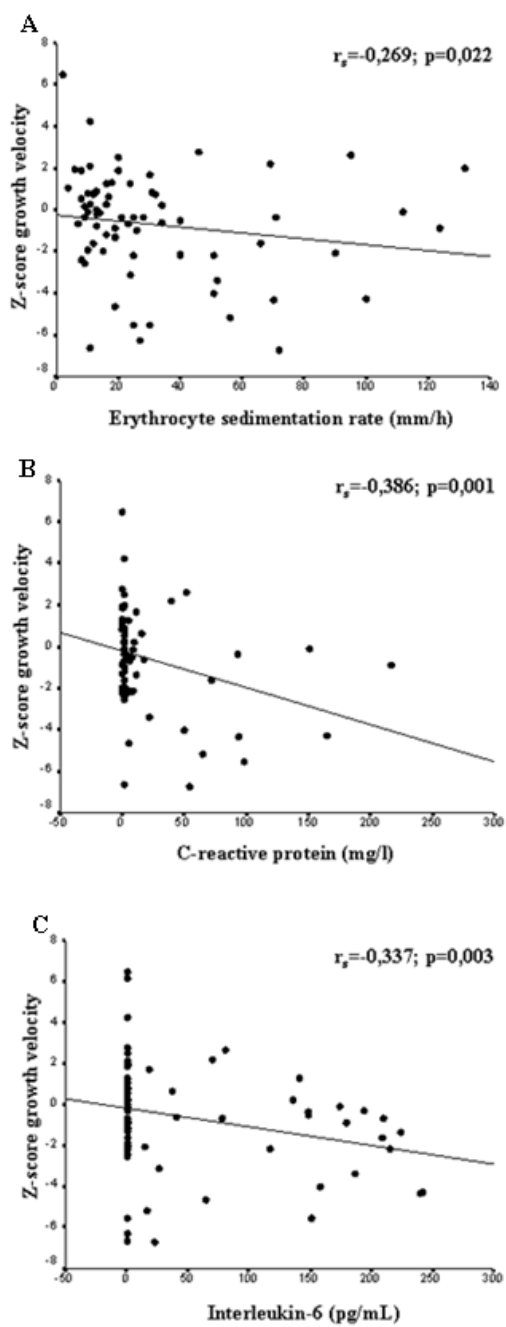 A
r_s=-0,269; p=0,022
Z-score growth velocity
8
6
4
2
0
-2
-4
-6
-8
0 20 40 60 80 100 120 140
Erythrocyte sedimentation rate (mm/h)
B
r_s=-0,386; p=0,001
Z-score growth velocity
8
6
4
2
0
-2
-4
-6
-8
-50 0 50 100 150 200 250 300
C-reactive protein (mg/l)
C
r_s=-0,337; p=0,003
Z-score growth velocity
8
6
4
2
0
-2
-4
-6
-8
-50 0 50 100 150 200 250 300
Interleukin-6 (pg/mL)